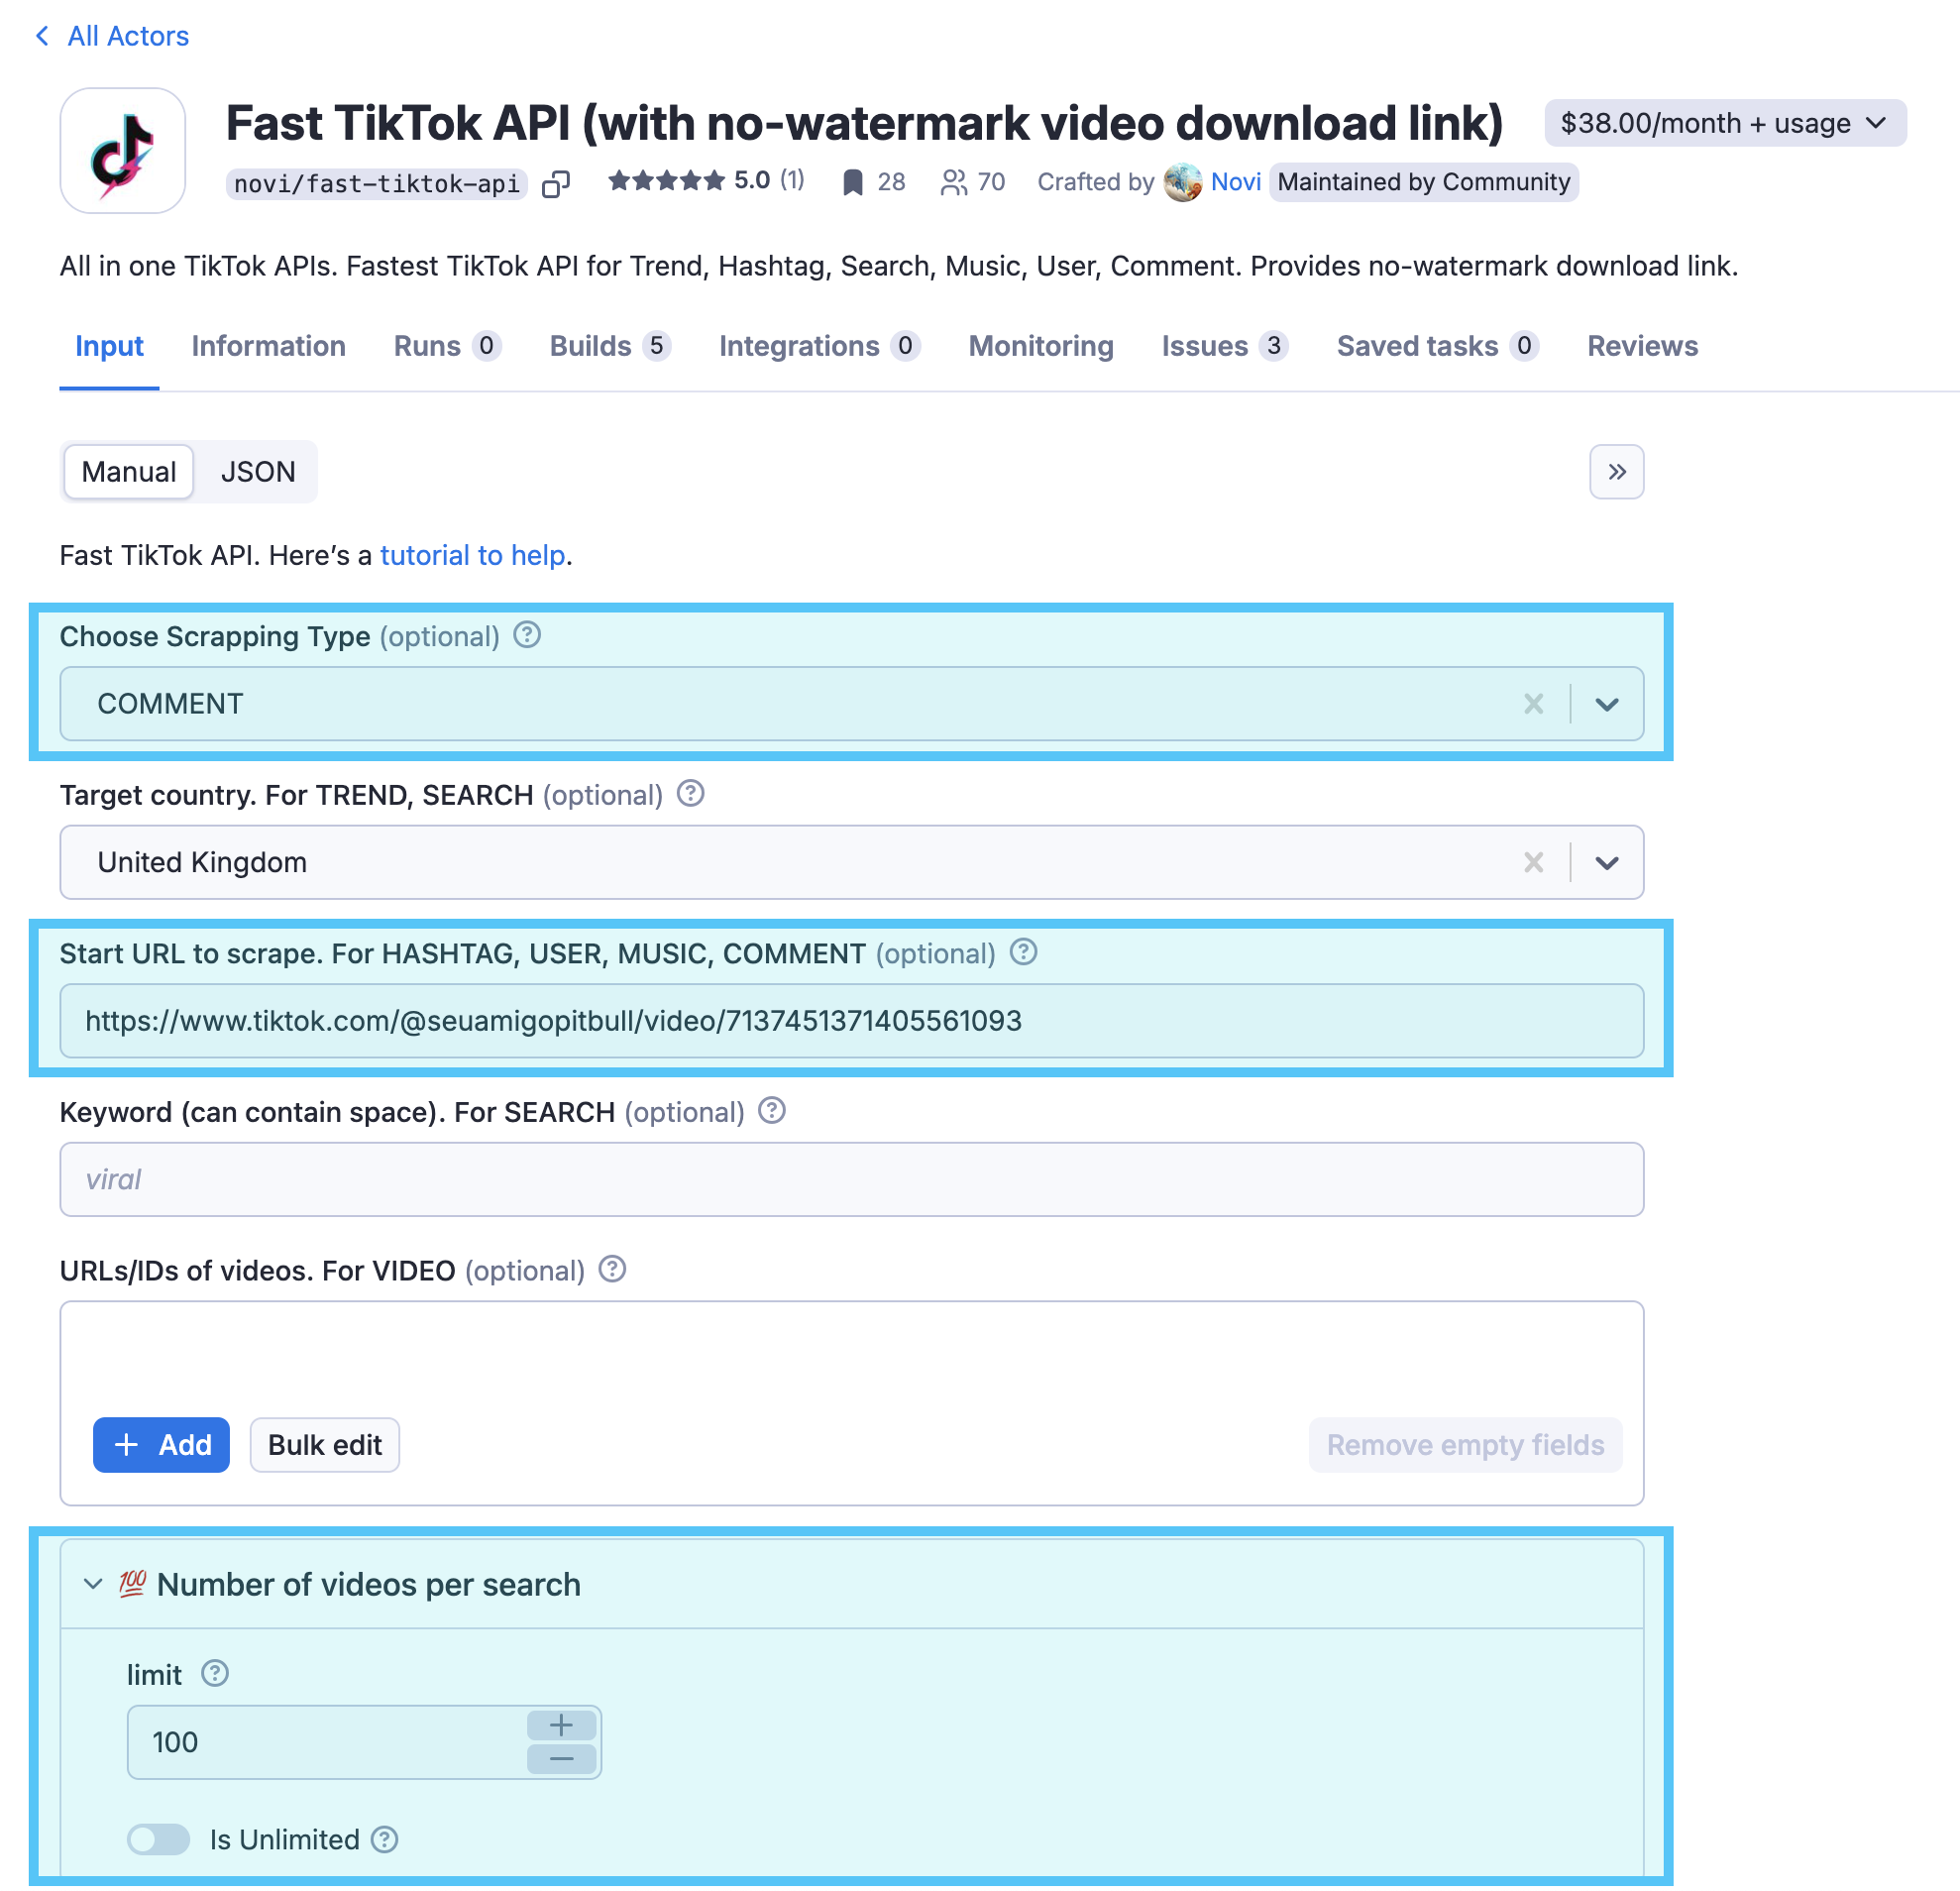 All Actors
Fast TikTok API (with no-watermark video download link)
$38.00/month + usage
novi/fast-tiktok-api 5.0 (1) 28 70 Crafted by Novi Maintained by Community
All in one TikTok APIs. Fastest TikTok API for Trend, Hashtag, Search, Music, User, Comment. Provides no-watermark download link.
Input Information Runs 0 Builds 5 Integrations 0 Monitoring Issues 3 Saved tasks 0 Reviews
Manual JSON
Fast TikTok API. Here’s a tutorial to help.
Choose Scrapping Type (optional)
COMMENT
Target country. For TREND, SEARCH (optional)
United Kingdom
Start URL to scrape. For HASHTAG, USER, MUSIC, COMMENT (optional)
https://www.tiktok.com/@seuamigopitbull/video/7137451371405561093
Keyword (can contain space). For SEARCH (optional)
viral
URLs/IDs of videos. For VIDEO (optional)
+ Add Bulk edit Remove empty fields
💯 Number of videos per search
limit
100
Is Unlimited